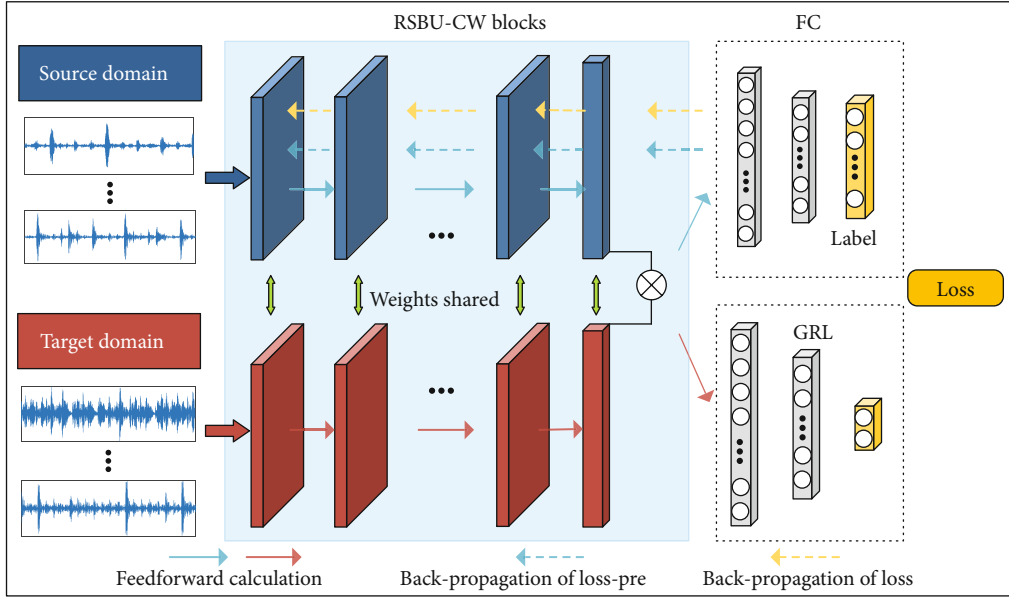 RSBU-CW blocks
FC
Source domain
Label
Weights shared
Loss
Target domain
GRL
Feedforward calculation
Back-propagation of loss-pre
Back-propagation of loss